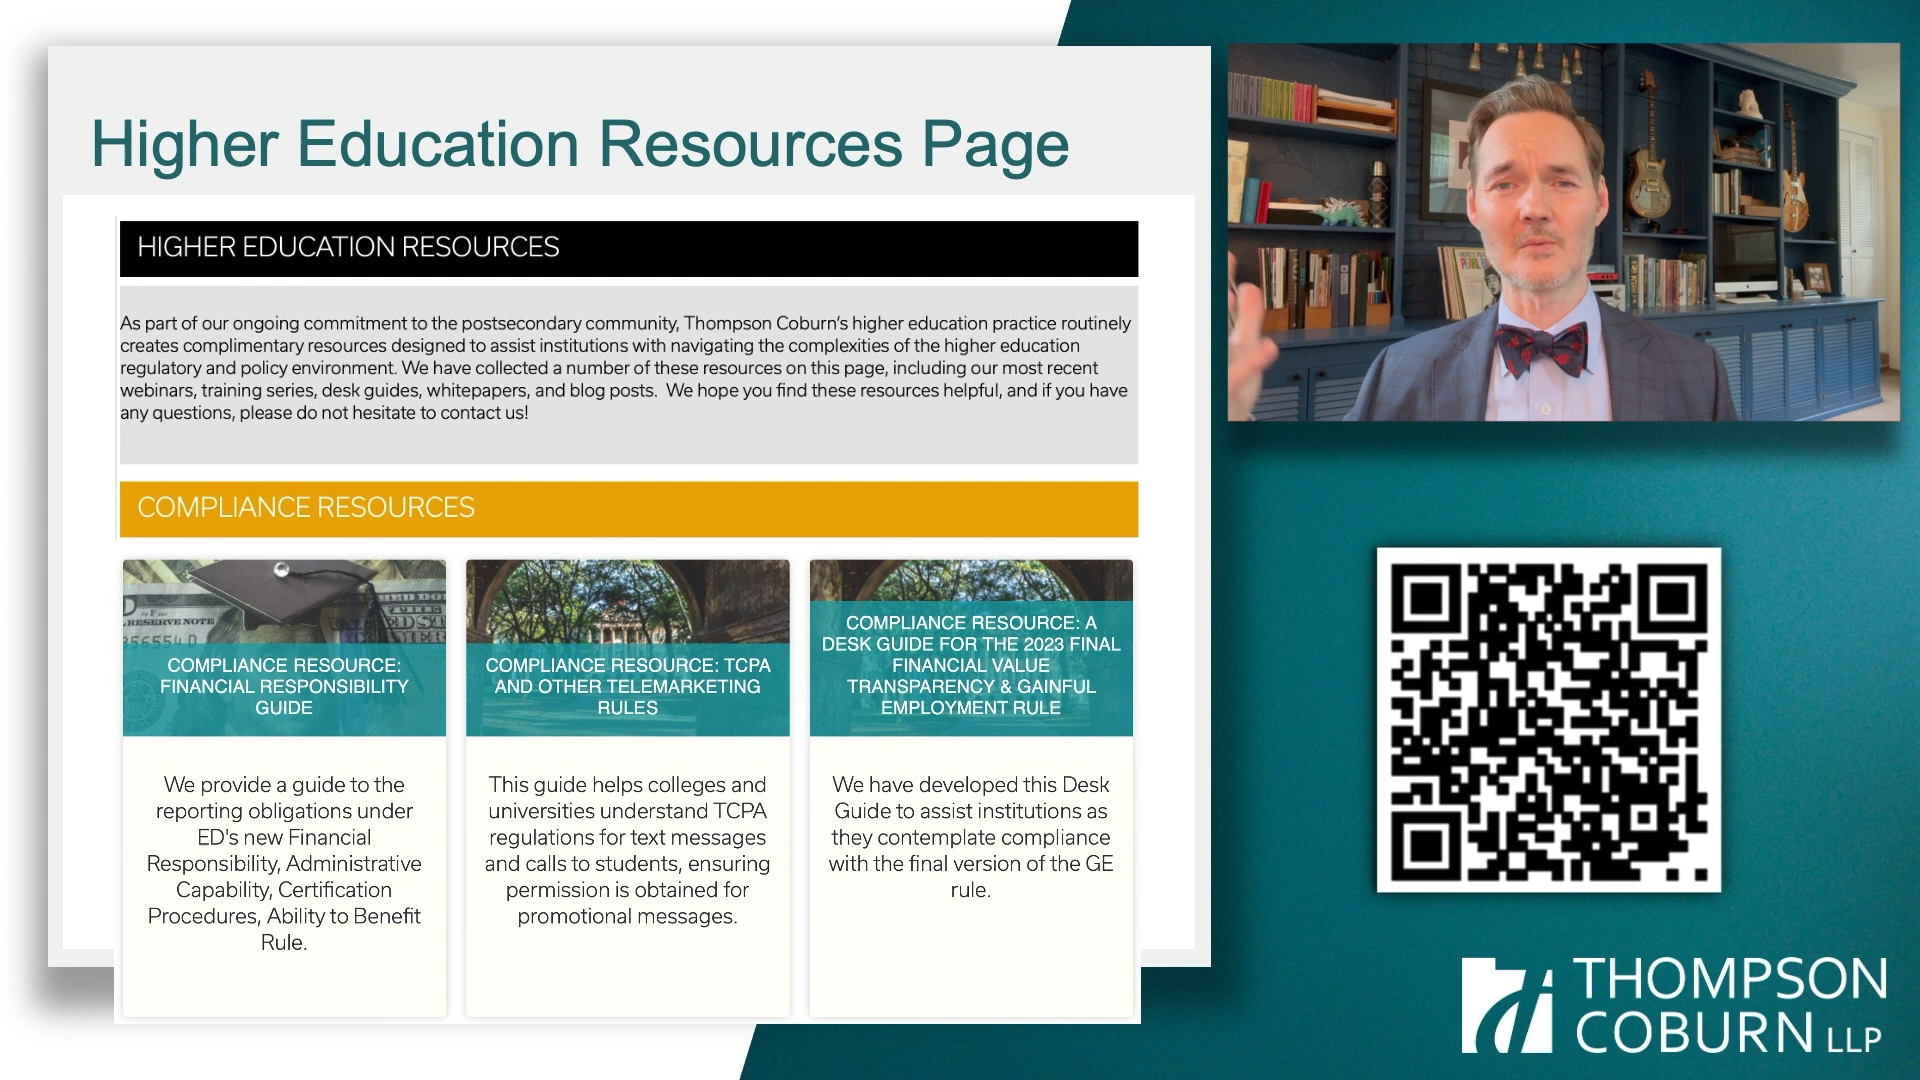 Higher Education Resources Page
HIGHER EDUCATION RESOURCES
As part of our ongoing commitment to the postsecondary community, Thompson Coburn's higher education practice routinely
creates complimentary resources designed to assist institutions with navigating the complexities of the higher education
regulatory and policy environment. We have collected a number of these resources on this page, including our most recent
webinars, training series, desk guides, whitepapers, and blog posts.  We hope you find these resources helpful, and if you have
any questions, please do not hesitate to contact us!
COMPLIANCE RESOURCES
RESERVE NOTE
COMPLIANCE RESOURCE:
FINANCIAL RESPONSIBILITY
GUIDE
We provide a guide to the
reporting obligations under
ED's new Financial
Responsibility, Administrative
Capability, Certification
Procedures, Ability to Benefit
Rule.
COMPLIANCE RESOURCE: TCPA
AND OTHER TELEMARKETING
RULES
This guide helps colleges and
universities understand TCPA
regulations for text messages
and calls to students, ensuring
permission is obtained for
promotional messages.
COMPLIANCE RESOURCE: A
DESK GUIDE FOR THE 2023 FINAL
FINANCIAL VALUE
TRANSPARENCY & GAINFUL
EMPLOYMENT RULE
We have developed this Desk
Guide to assist institutions as
they contemplate compliance
with the final version of the GE
rule.
THOMPSON
COBURN LLP